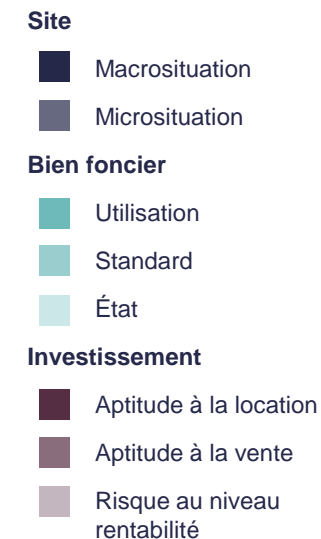 Site
Macrosituation
Microsituation
Bien foncier
Utilisation
Standard
État
Investissement
Aptitude à la location
Aptitude à la vente
Risque au niveau
rentabilité